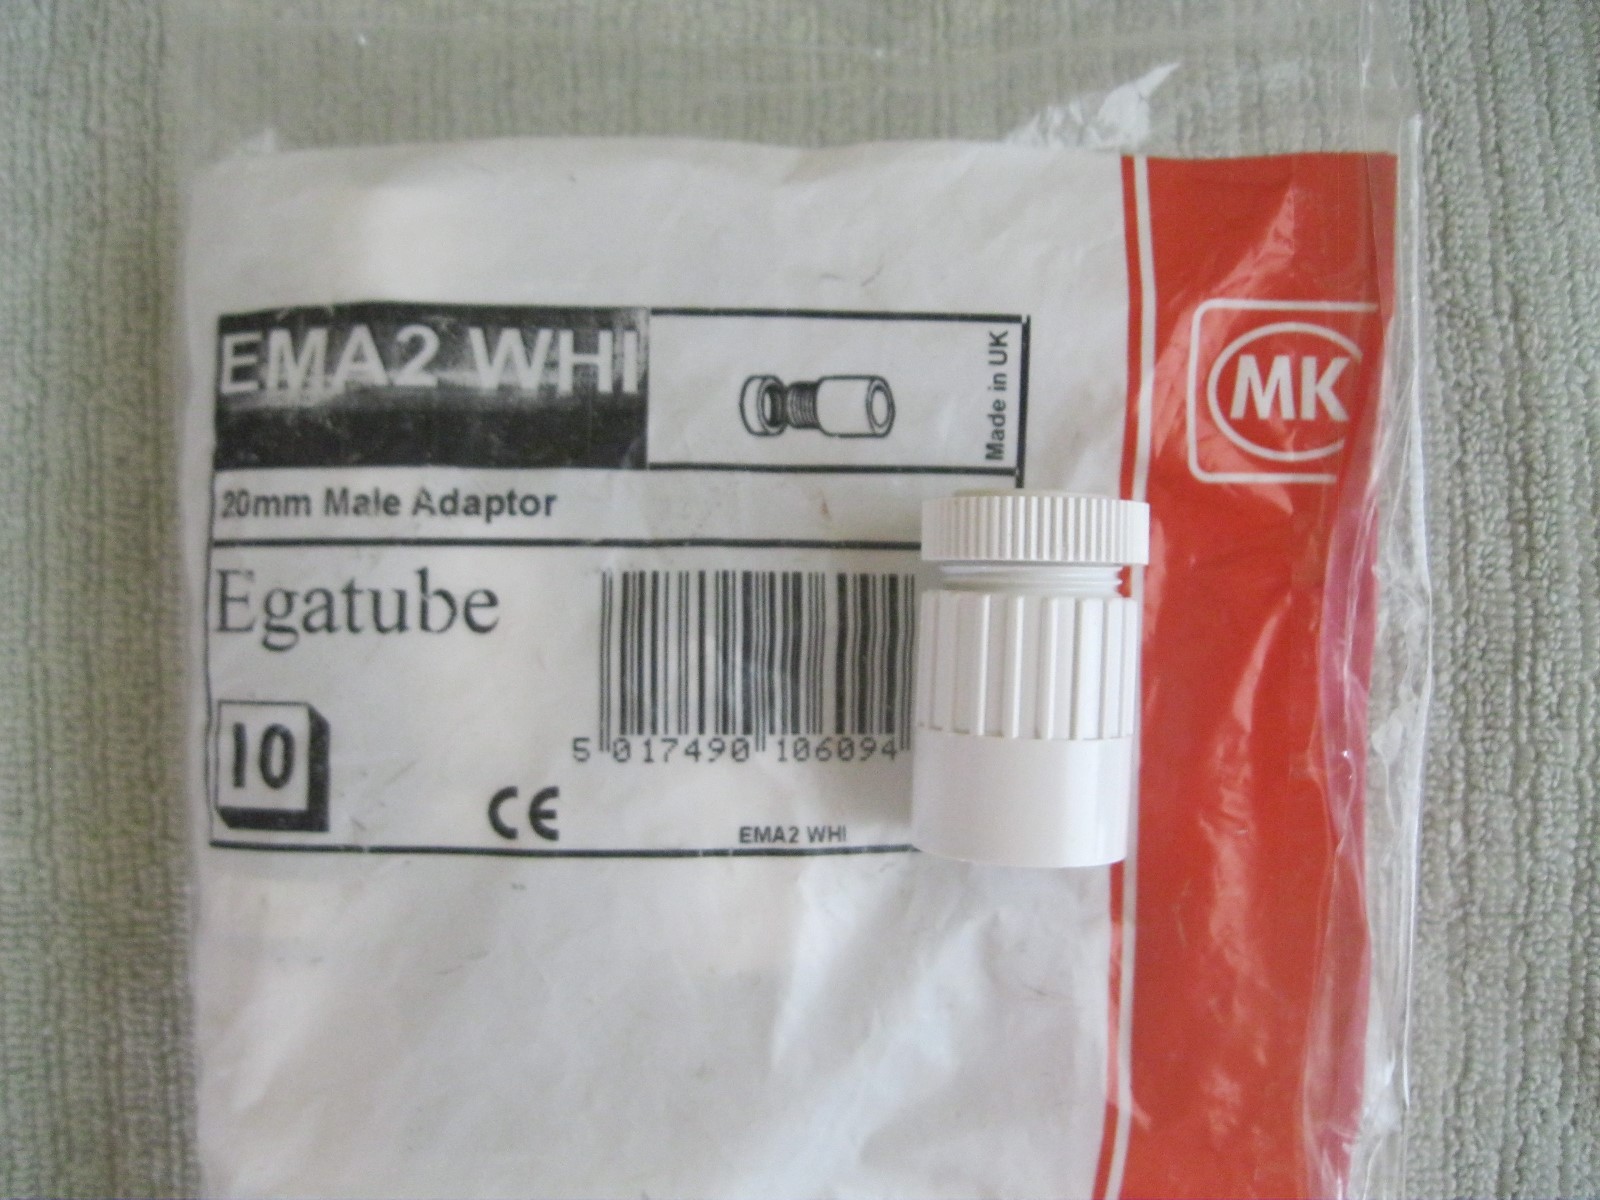 EMA2 WHI
Made in UK
MK
20mm Male Adaptor
Egatube
5 017490 106094
10
CE
EMA2 WHI